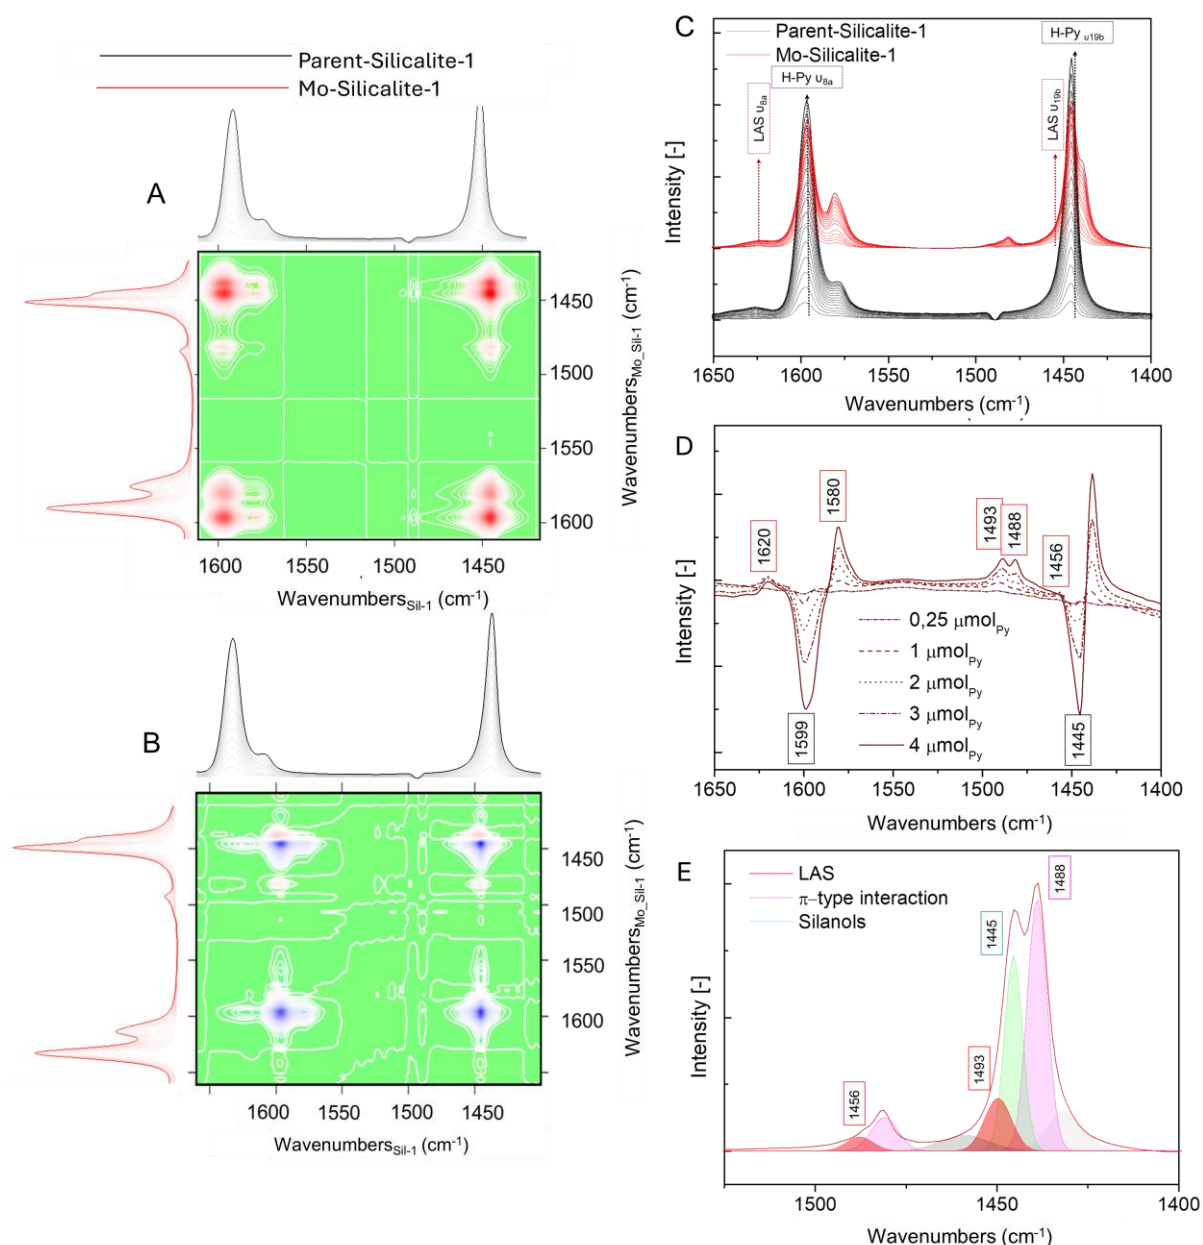 Parent-Silicalite-1
Mo-Silicalite-1
A
1450
1500
1550
1600
Wavenumbers_Mo_Sil-1 (cm⁻¹)
1600 1550 1500 1450
Wavenumbers_Sil-1 (cm⁻¹)
B
1450
1500
1550
1600
Wavenumbers_Mo_Sil-1 (cm⁻¹)
1600 1550 1500 1450
Wavenumbers_Sil-1 (cm⁻¹)
C
Parent-Silicalite-1
Mo-Silicalite-1
H-Py υ8a
H-Py υ19b
LAS υ8a
LAS υ19b
Intensity [-]
1650 1600 1550 1500 1450 1400
Wavenumbers (cm⁻¹)
D
1620
1580
1493
1488
1456
1599
1445
0,25 μmol_Py
1 μmol_Py
2 μmol_Py
3 μmol_Py
4 μmol_Py
Intensity [-]
1650 1600 1550 1500 1450 1400
Wavenumbers (cm⁻¹)
E
LAS
π–type interaction
Silanols
1456
1493
1445
1488
Intensity [-]
1500 1450 1400
Wavenumbers (cm⁻¹)